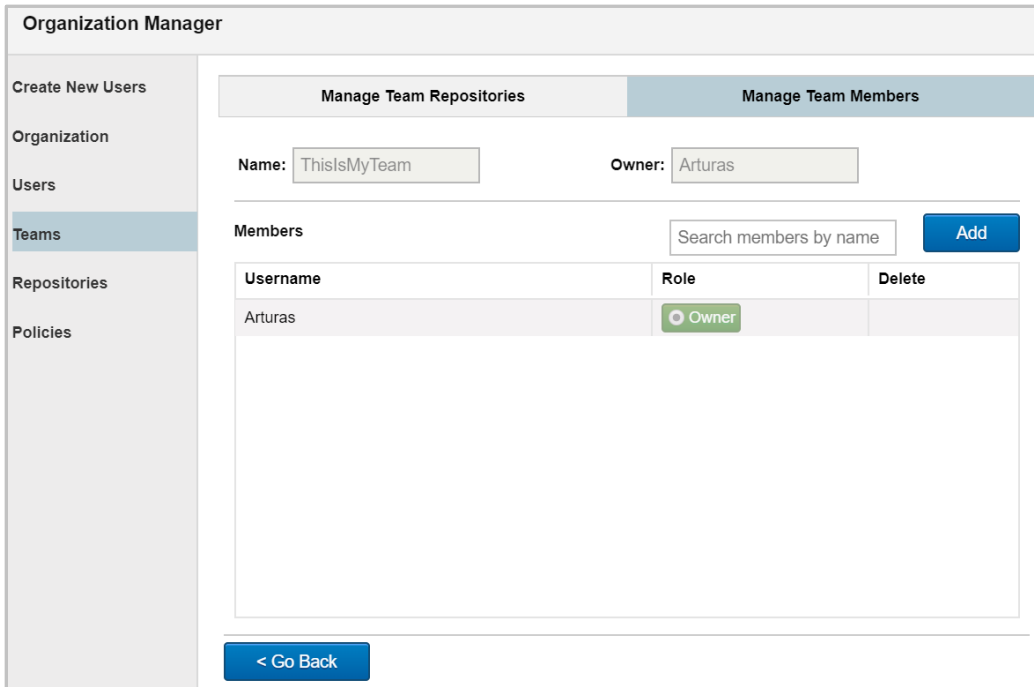 Organization Manager
Create New Users
Organization
Users
Teams
Repositories
Policies
Manage Team Repositories
Manage Team Members
Name: ThisIsMyTeam
Owner: Arturas
Members
Search members by name
Add
Username Role Delete
Arturas Owner
< Go Back